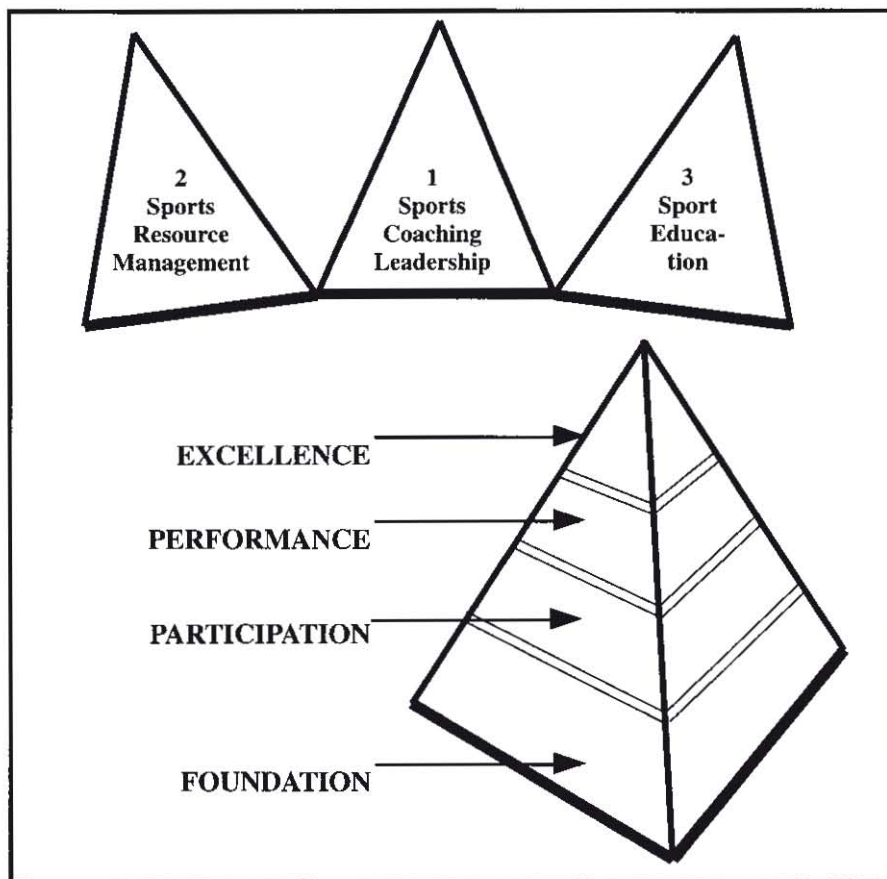 2
Sports
Resource
Management
1
Sports
Coaching
Leadership
3
Sport
Educa-
tion
EXCELLENCE
PERFORMANCE
PARTICIPATION
FOUNDATION